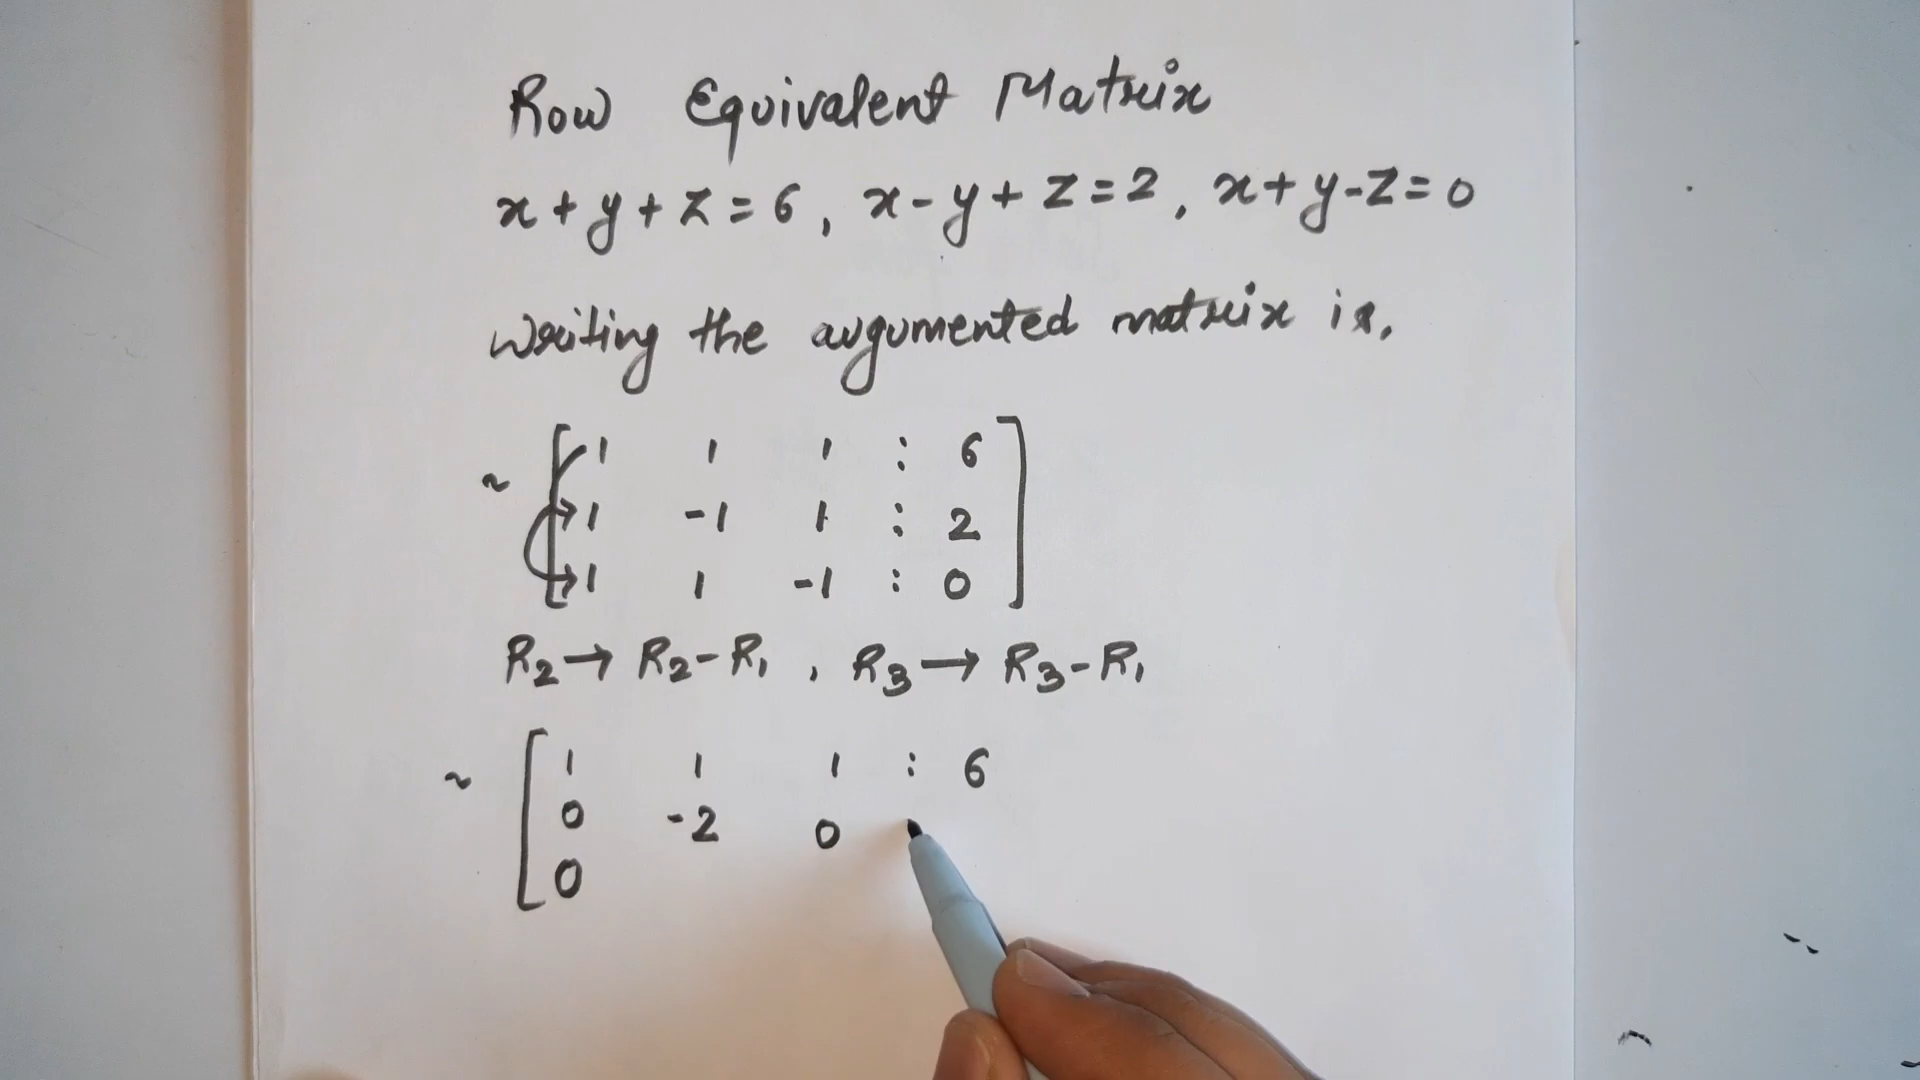 Row Equivalent Matrix
x+y+z=6, x-y+z=2, x+y-z=0
Writing the augumented matrix is,
~ [ 1 1 1 : 6 ]
1 -1 1 : 2
1 1 -1 : 0
R2→R2-R1, R3→R3-R1
~ [ 1 1 1 : 6
0 -2 0
0